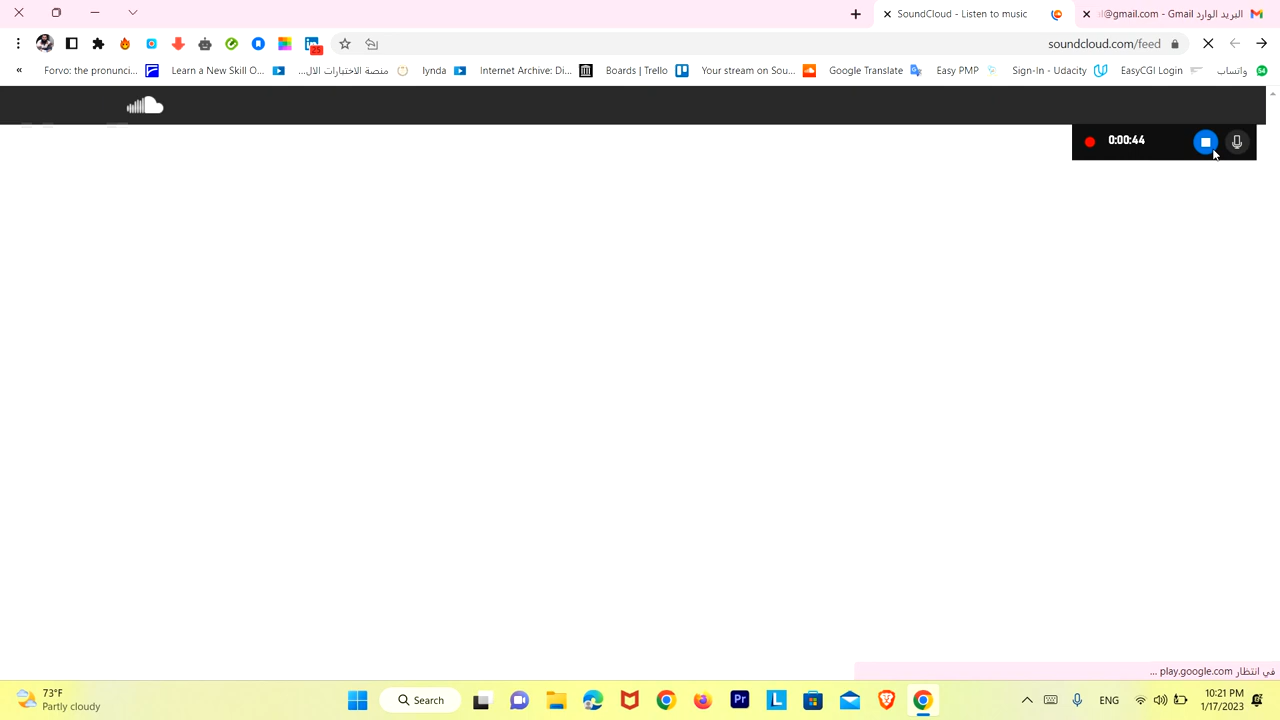 SoundCloud - Listen to music
البريد الوارد - l@gmail.com - Gmail
soundcloud.com/feed
25
»
Forvo: the pronunci...
Learn a New Skill O...
منصة الاختبارات الال...
lynda
Internet Archive: Di...
Boards | Trello
Your stream on Sou...
Google Translate
Easy PMP
Sign-In - Udacity
EasyCGI Login
واتساب
54
0:00:44
في انتظار play.google.com ...
73°F
Partly cloudy
Search
Pr
L
ENG
10:21 PM
1/17/2023